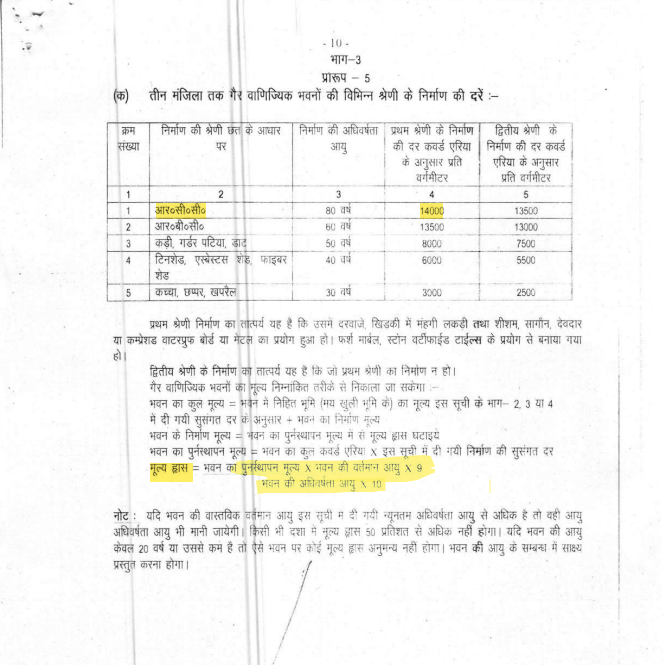 - 10 -
भाग-3
प्रारूप - 5
(क) तीन मंजिला तक गैर वाणिज्यिक भवनों की विभिन्न श्रेणी के निर्माण की दरें :-
क्रम संख्या | निर्माण की श्रेणी छत के आधार पर | निर्माण की अधिवर्षता आयु | प्रथम श्रेणी के निर्माण की दर कवर्ड एरिया के अनुसार प्रति वर्गमीटर | द्वितीय श्रेणी के निर्माण की दर कवर्ड एरिया के अनुसार प्रति वर्गमीटर
1 | 2 | 3 | 4 | 5
1 | आर०सी०सी० | 80 वर्ष | 14000 | 13500
2 | आर०बी०सी० | 60 वर्ष | 13500 | 13000
3 | कड़ी, गर्डर पटिया, डाट | 50 वर्ष | 8000 | 7500
4 | टिनशेड, एस्बेस्टस शेड, फाइबर शेड | 40 वर्ष | 6000 | 5500
5 | कच्चा, छप्पर, खपरैल | 30 वर्ष | 3000 | 2500
प्रथम श्रेणी निर्माण का तात्पर्य यह है कि उसमें दरवाजे, खिडकी में मंहगी लकड़ी तथा शीशम, सागौन, देवदार
या कम्प्रेशड वाटरप्रुफ बोर्ड या मेटल का प्रयोग हुआ हो। फर्श मार्बल, स्टोन वर्टीफाईड टाईल्स के प्रयोग से बनाया गया
हो।
द्वितीय श्रेणी के निर्माण का तात्पर्य यह है कि जो प्रथम श्रेणी का निर्माण न हो।
गैर वाणिज्यिक भवनों का मूल्य निम्नांकित तरीके से निकाला जा सकेगा :-
भवन का कुल मूल्य = भवन में निहित भूमि (मय खुली भूमि के) का मूल्य इस सूची के भाग- 2, 3 या 4
में दी गयी सुसंगत दर के अनुसार + भवन का निर्माण मूल्य
भवन के निर्माण मूल्य = भवन का पुर्नस्थापन मूल्य में से मूल्य ह्रास घटाइये
भवन का पुर्नस्थापन मूल्य = भवन का कुल कवर्ड एरिया X इस सूची में दी गयी निर्माण की सुसंगत दर
मूल्य ह्रास = भवन का पुर्नस्थापन मूल्य X भवन की वर्तमान आयु X 9
भवन की अधिवर्षता आयु X 10
नोट : यदि भवन की वास्तविक वर्तमान आयु इस सूची में दी गयी न्यूनतम अधिवर्षता आयु से अधिक है तो वही आयु
अधिवर्षता आयु भी मानी जायेगी। किसी भी दशा में मूल्य ह्रास 50 प्रतिशत से अधिक नहीं होगा। यदि भवन की आयु
केवल 20 वर्ष या उससे कम है तो ऐसे भवन पर कोई मूल्य ह्रास अनुमन्य नहीं होगा। भवन की आयु के सम्बन्ध में साक्ष्य
प्रस्तुत करना होगा।